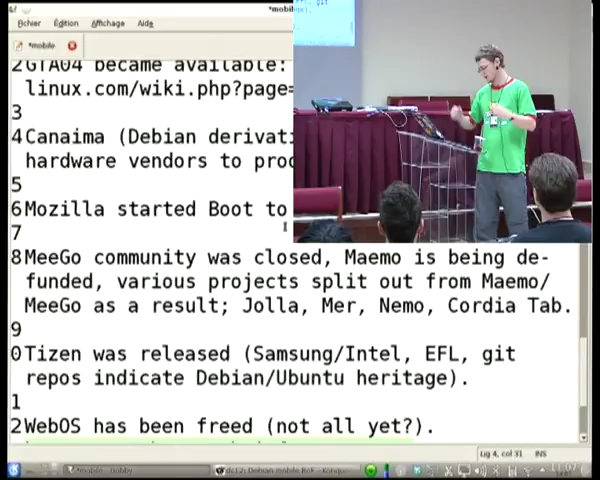 *mobil
Fichier Édition Affichage Aide
*mobile
2GTA04 became available:
linux.com/wiki.php?page=
3
4Canaima (Debian derivati
hardware vendors to pro
5
6Mozilla started Boot to
7
8MeeGo community was closed, Maemo is being de-
funded, various projects split out from Maemo/
MeeGo as a result; Jolla, Mer, Nemo, Cordia Tab.
9
0Tizen was released (Samsung/Intel, EFL, git
repos indicate Debian/Ubuntu heritage).
1
2WebOS has been freed (not all yet?).
Lig 4, col 31 INS
*mobile - Gobby
dc12: Debian mobile BoF - Konque